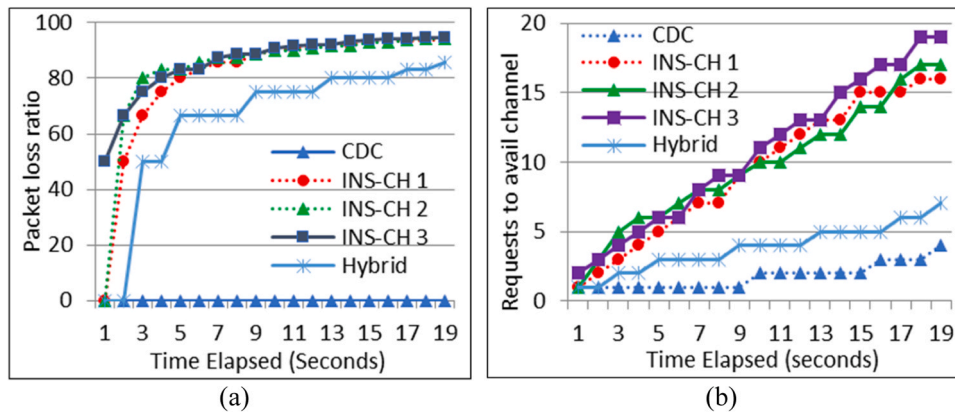 100
80
60
40
20
0
Packet loss ratio
CDC
INS-CH 1
INS-CH 2
INS-CH 3
Hybrid
1 3 5 7 9 11 13 15 17 19
Time Elapsed (Seconds)
(a)
20
15
10
5
0
Requests to avail channel
CDC
INS-CH 1
INS-CH 2
INS-CH 3
Hybrid
1 3 5 7 9 11 13 15 17 19
Time Elapsed (Seconds)
(b)